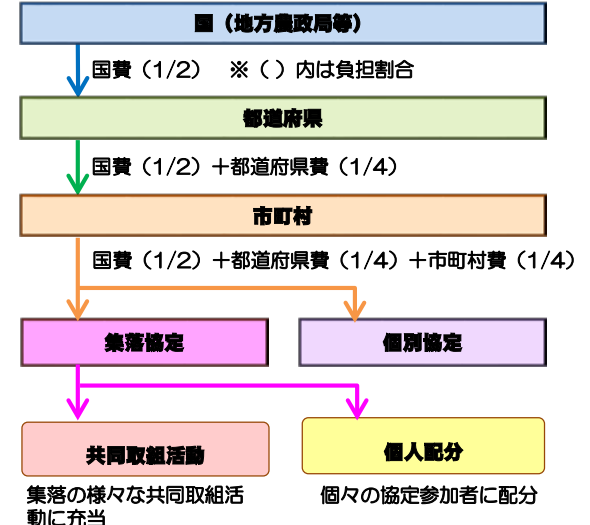 国（地方農政局等）
国費（1/2）　※（ ）内は負担割合
都道府県
国費（1/2）＋都道府県費（1/4）
市町村
国費（1/2）＋都道府県費（1/4）＋市町村費（1/4）
集落協定
個別協定
共同取組活動
個人配分
集落の様々な共同取組活
動に充当
個々の協定参加者に配分